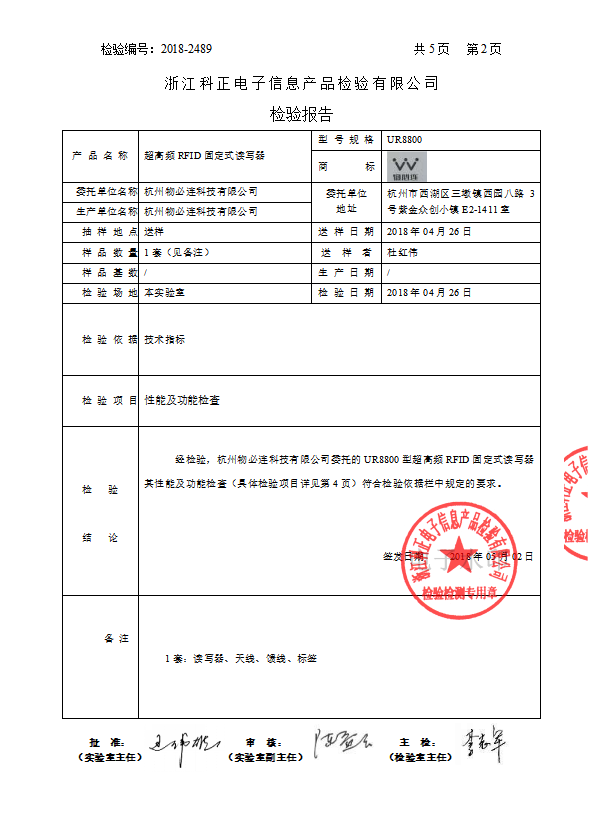 检验编号：2018-2489 共 5 页 第 2 页
浙江科正电子信息产品检验有限公司
检验报告
产品名称 超高频 RFID 固定式读写器 型号规格 UR8800
商标 物必连
委托单位名称 杭州物必连科技有限公司 委托单位地址 杭州市西湖区三墩镇西园八路 3
生产单位名称 杭州物必连科技有限公司 号紫金众创小镇 E2-1411 室
抽样地点 送样 送样日期 2018 年 04 月 26 日
样品数量 1 套（见备注） 送样者 杜红伟
样品基数 / 生产日期 /
检验场地 本实验室 检验日期 2018 年 04 月 26 日
检验依据 技术指标
检验项目 性能及功能检查
检验结论
经检验，杭州物必连科技有限公司委托的 UR8800 型超高频 RFID 固定式读写器
其性能及功能检查（具体检验项目详见第 4 页）符合检验依据栏中规定的要求。
签发日期 2018 年 05 月 02 日
浙江科正电子信息产品检验有限公司
检验检测专用章
备注
1 套：读写器、天线、馈线、标签
批 准： 审 核： 主 检：
（实验室主任） （实验室副主任） （检验室主任）
李志军